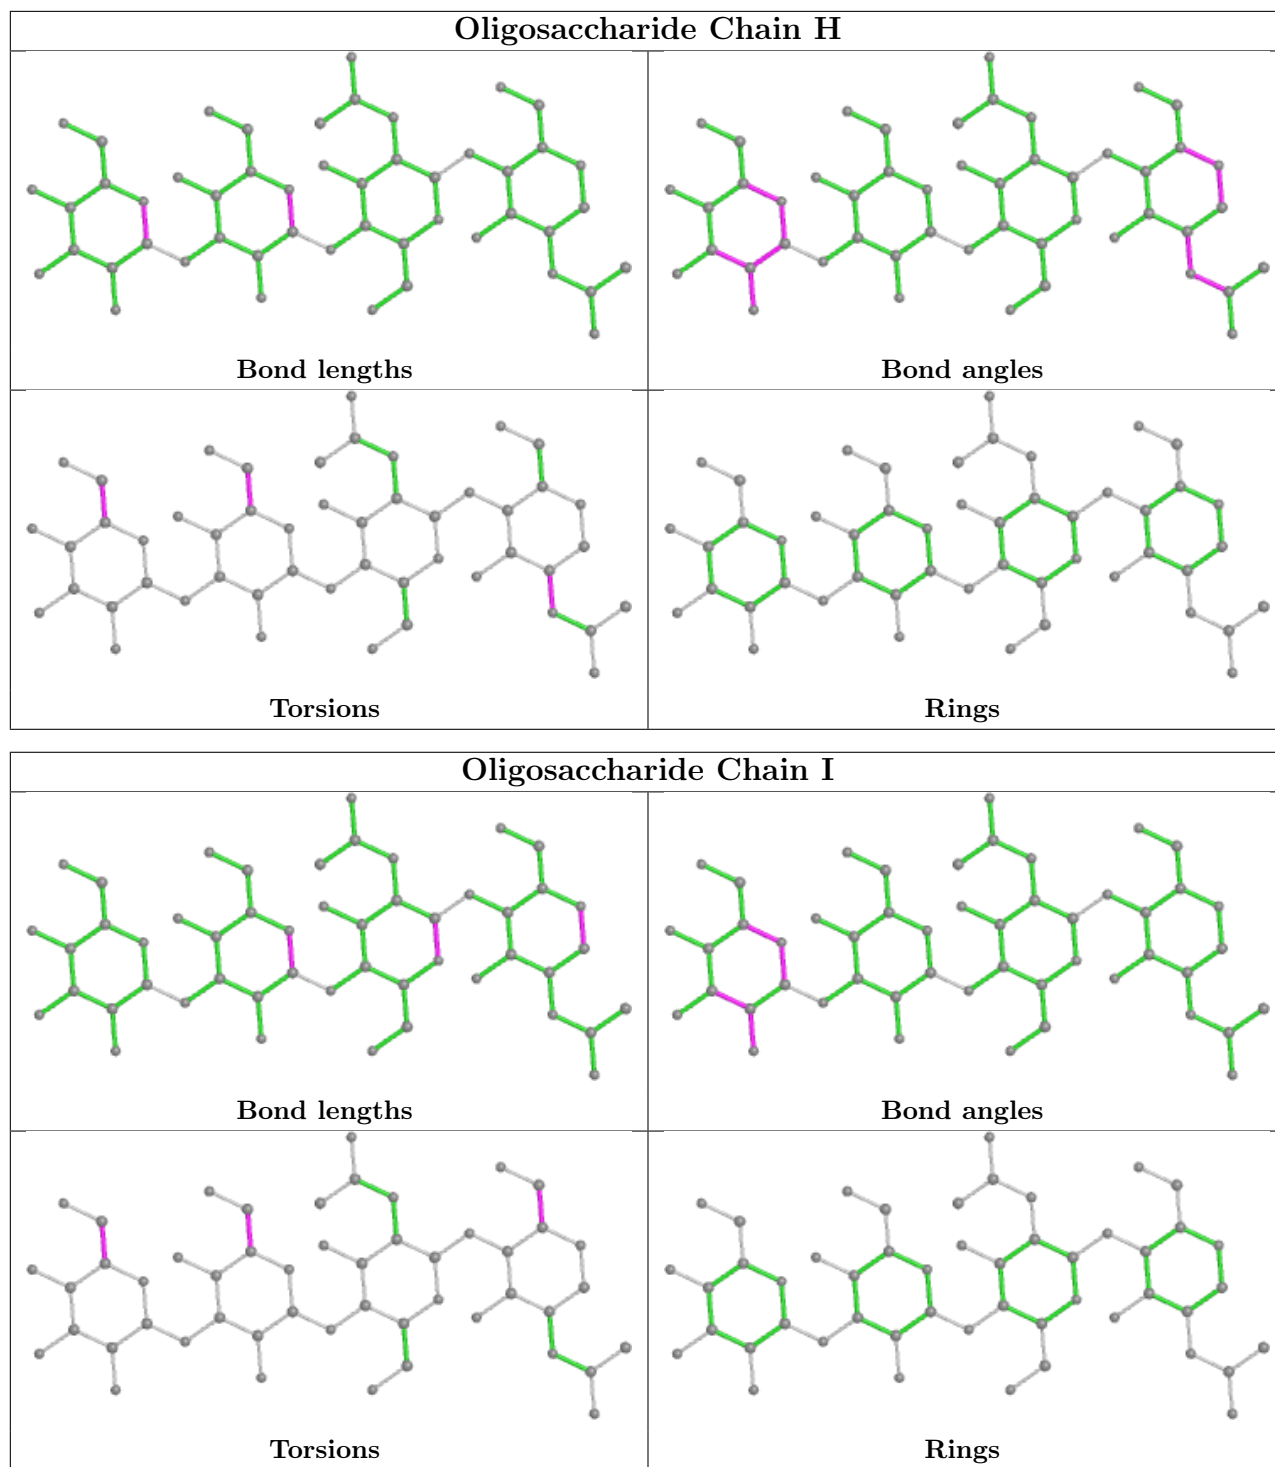 Oligosaccharide Chain H
Bond lengths
Bond angles
Torsions
Rings
Oligosaccharide Chain I
Bond lengths
Bond angles
Torsions
Rings